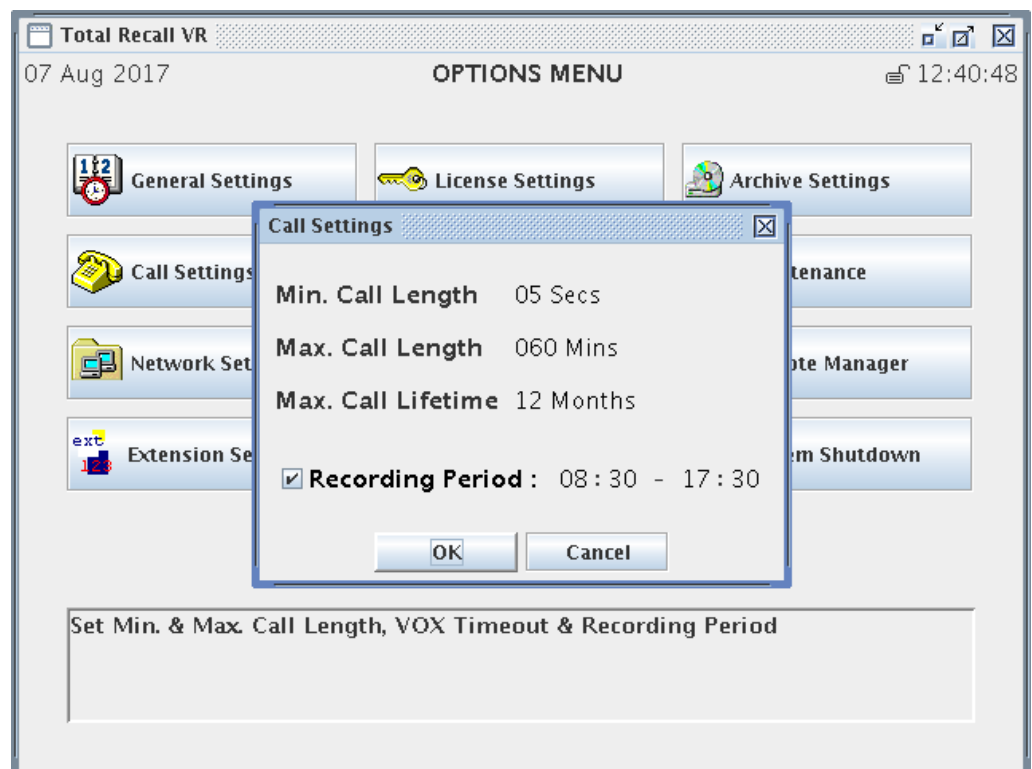 Total Recall VR
07 Aug 2017 OPTIONS MENU 12:40:48
General Settings License Settings Archive Settings
Call Settings
Call Settings tenance
Min. Call Length 05 Secs
Max. Call Length 060 Mins
Network Set ote Manager
Max. Call Lifetime 12 Months
ext
123
Extension Se m Shutdown
Recording Period : 08 : 30 - 17 : 30
OK Cancel
Set Min. & Max. Call Length, VOX Timeout & Recording Period